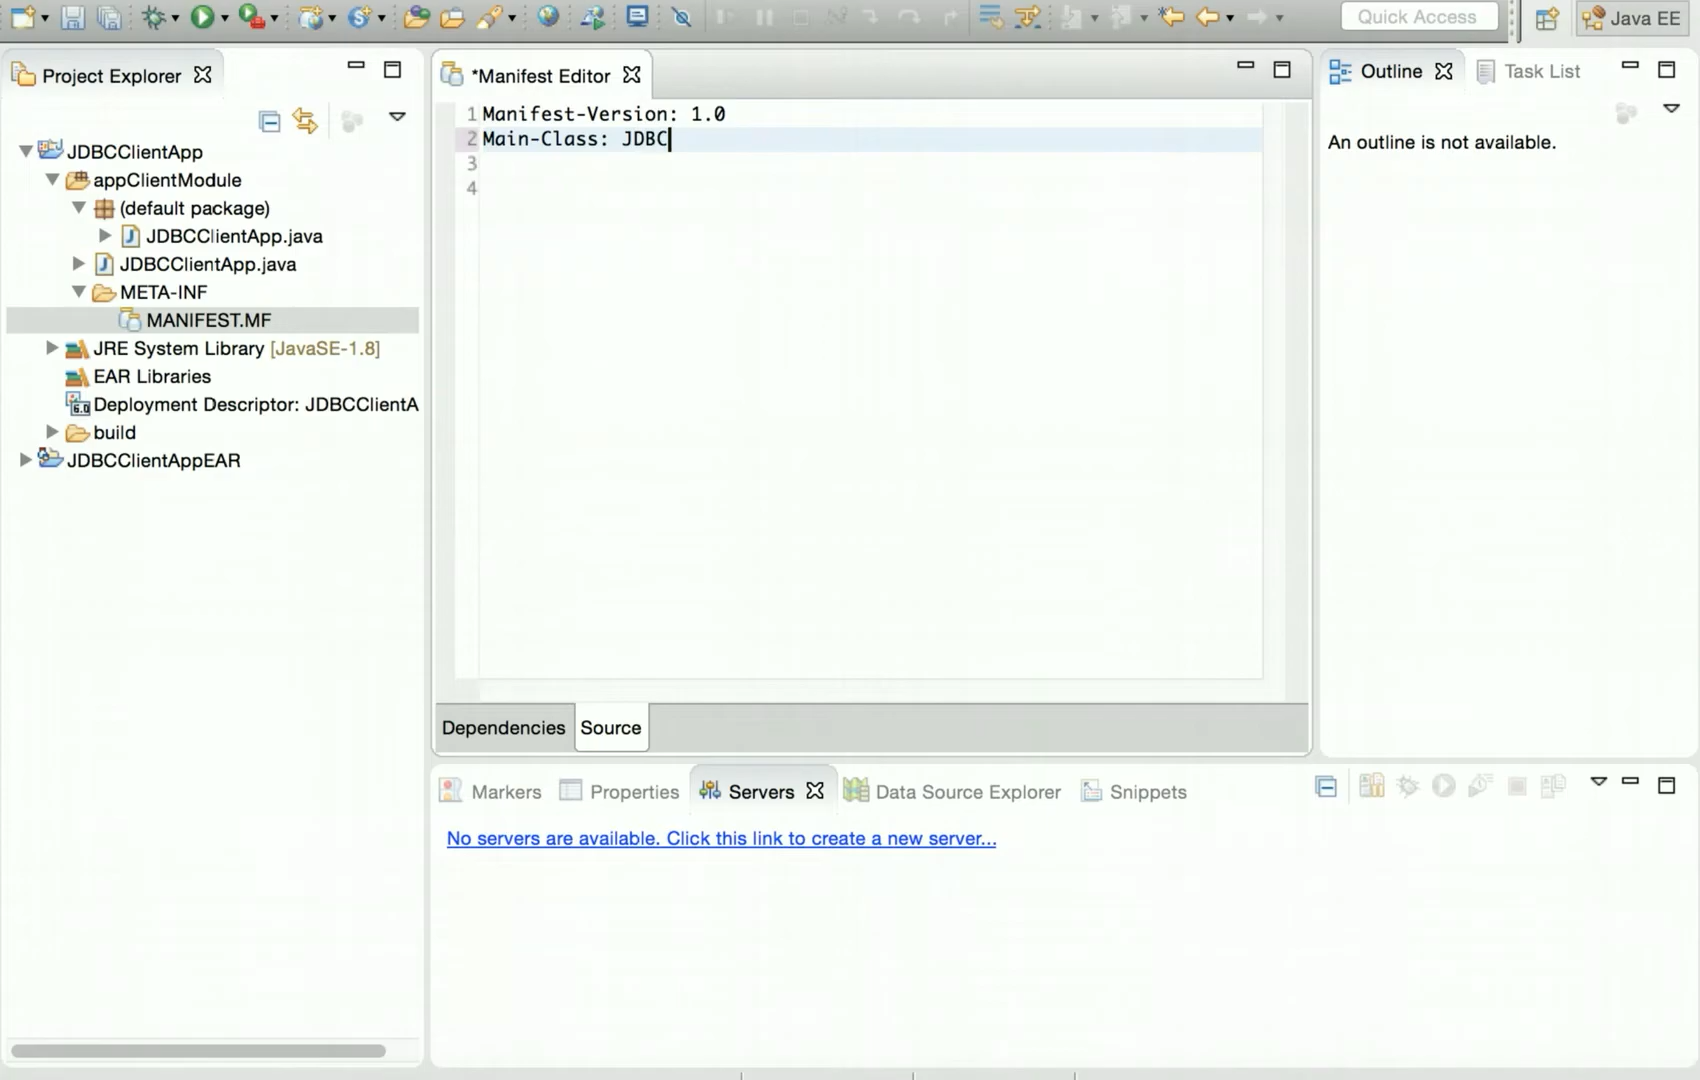 Quick Access
Java EE
Project Explorer
JDBCClientApp
appClientModule
(default package)
JDBCClientApp.java
JDBCClientApp.java
META-INF
MANIFEST.MF
JRE System Library [JavaSE-1.8]
EAR Libraries
Deployment Descriptor: JDBCClientA
build
JDBCClientAppEAR
*Manifest Editor
1 Manifest-Version: 1.0
2 Main-Class: JDBC
3
4
Dependencies Source
Outline Task List
An outline is not available.
Markers Properties Servers Data Source Explorer Snippets
No servers are available. Click this link to create a new server...